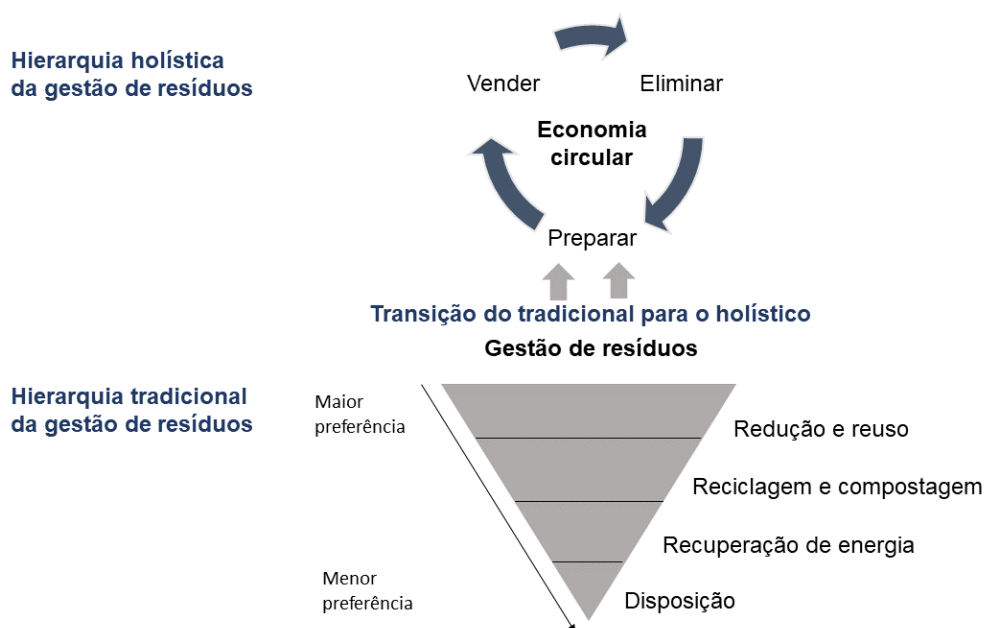 Hierarquia holística
da gestão de resíduos
Vender
Eliminar
Economia
circular
Preparar
Transição do tradicional para o holístico
Gestão de resíduos
Hierarquia tradicional
da gestão de resíduos
Maior
preferência
Redução e reuso
Reciclagem e compostagem
Recuperação de energia
Menor
preferência
Disposição